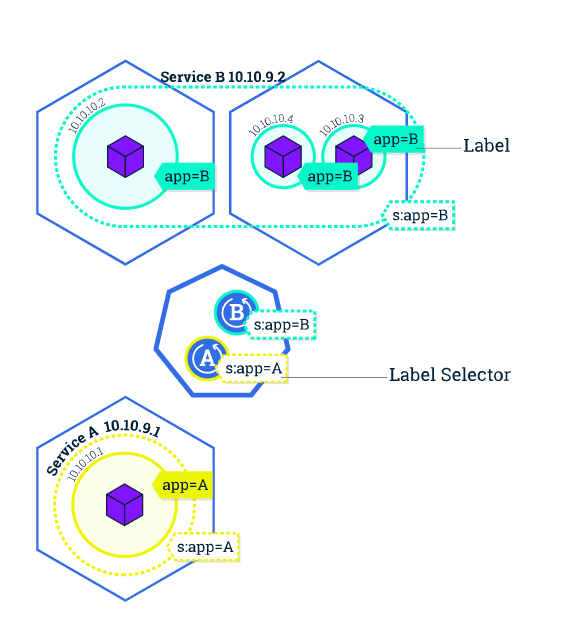 Service B 10.10.9.2
10.10.10.2
10.10.10.4
10.10.10.3
app=B
app=B
app=B
Label
s:app=B
B
s:app=B
A
s:app=A
Label Selector
Service A 10.10.9.1
10.10.10.1
app=A
s:app=A